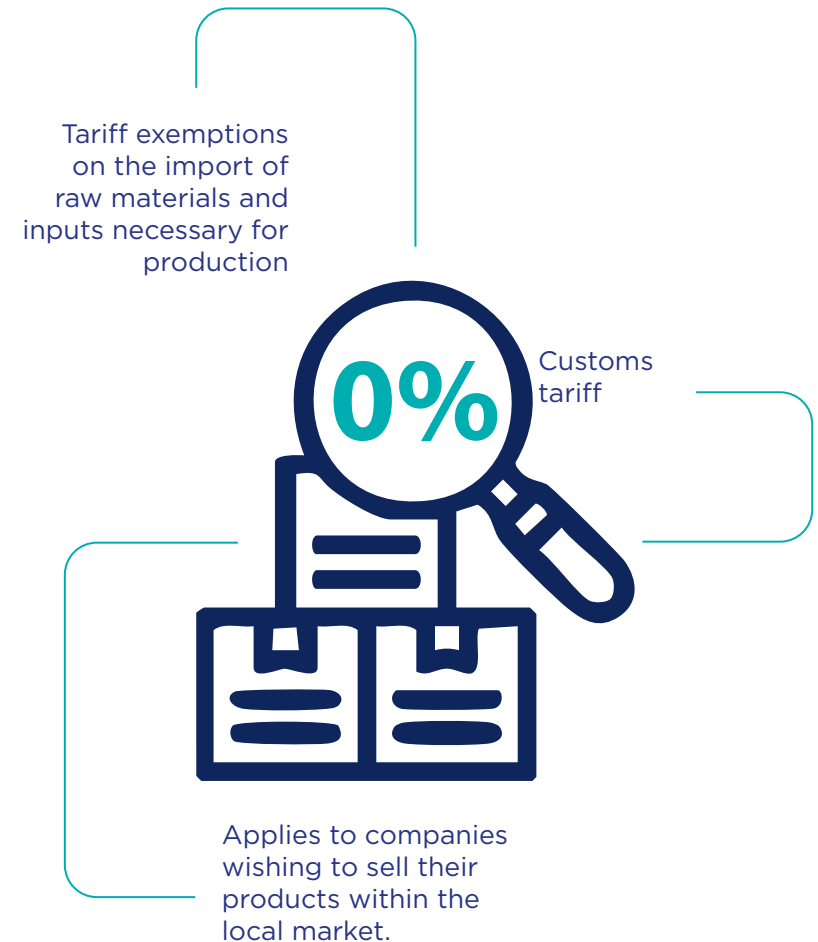 Tariff exemptions
on the import of
raw materials and
inputs necessary for
production
0%
Customs
tariff
Applies to companies
wishing to sell their
products within the
local market.